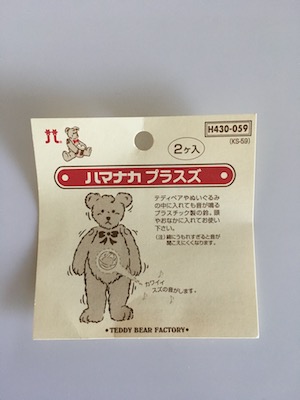 H430-059
(KS-59)
2ケ入
ハマナカ プラスズ
テディベアやぬいぐるみ
の中に入れても音が鳴る
プラスチック製の鈴。頭
やおなかに入れてお使い
下さい。
(注)綿にうもれすぎると音が
聞こえにくくなります。
カワイイ
スズの音がします。
・TEDDY BEAR FACTORY・